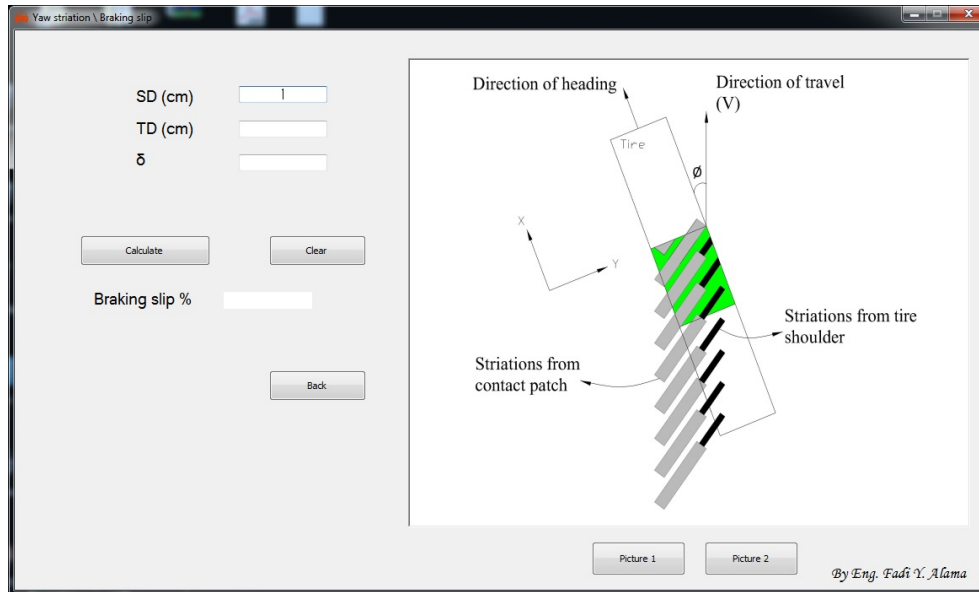 Yaw striation \ Braking slip
SD (cm)
1
TD (cm)
δ
Calculate
Clear
Braking slip %
Back
Direction of heading
Direction of travel
(V)
Tire
Ø
X
Y
Striations from tire
shoulder
Striations from
contact patch
Picture 1
Picture 2
By Eng. Fadi Y. Alama